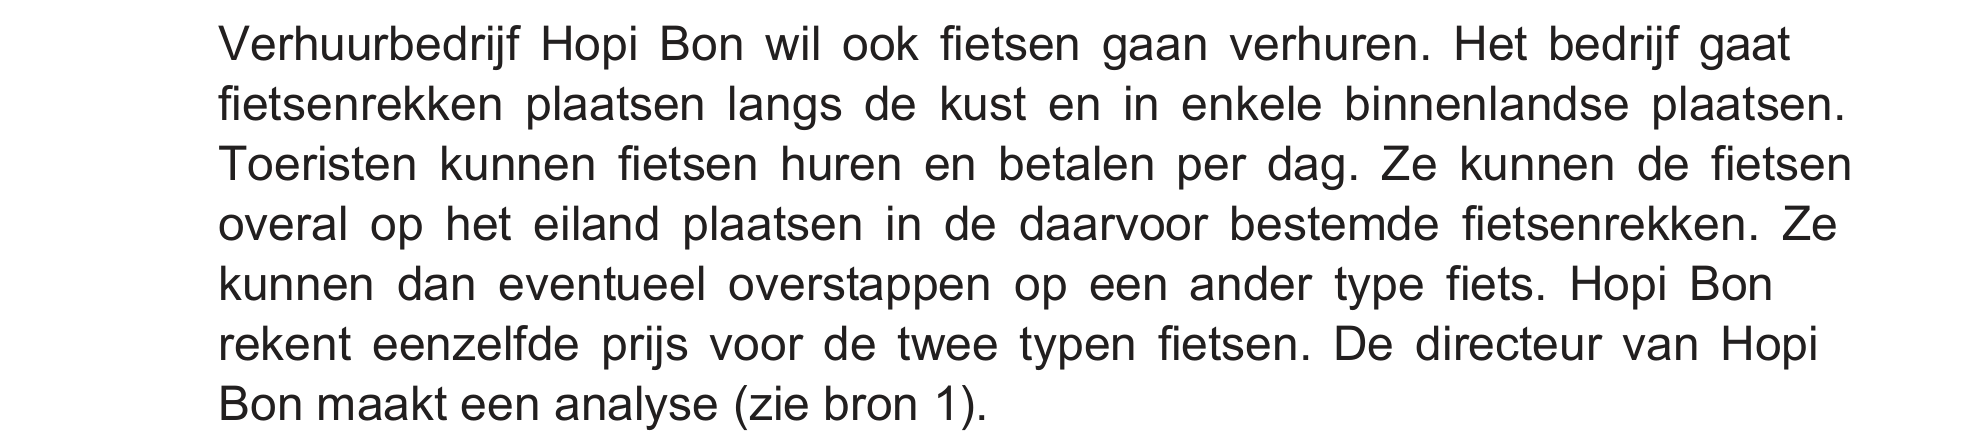 Verhuurbedrijf Hopi Bon wil ook fietsen gaan verhuren. Het bedrijf gaat
fietsenrekken plaatsen langs de kust en in enkele binnenlandse plaatsen.
Toeristen kunnen fietsen huren en betalen per dag. Ze kunnen de fietsen
overal op het eiland plaatsen in de daarvoor bestemde fietsenrekken. Ze
kunnen dan eventueel overstappen op een ander type fiets. Hopi Bon
rekent eenzelfde prijs voor de twee typen fietsen. De directeur van Hopi
Bon maakt een analyse (zie bron 1).